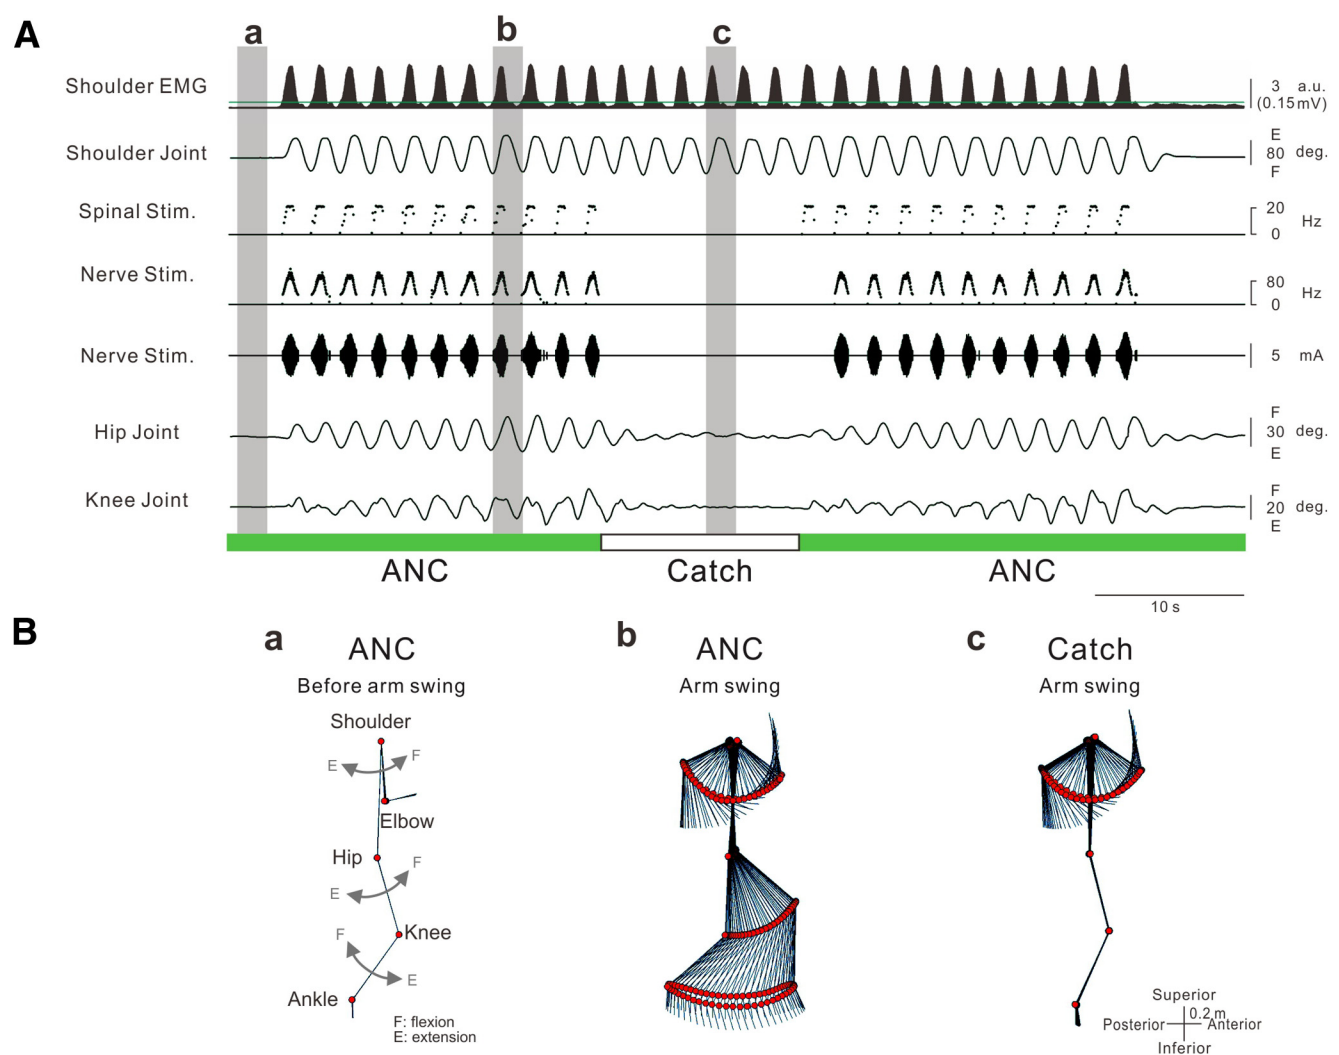 A
a
b
c
Shoulder EMG
3 a.u.
(0.15mV)
Shoulder Joint
E
80 deg.
F
Spinal Stim.
20
Hz
0
Nerve Stim.
80
Hz
0
Nerve Stim.
5 mA
Hip Joint
F
30 deg.
E
Knee Joint
F
20 deg.
E
ANC
Catch
ANC
10 s
B
a
ANC
Before arm swing
Shoulder
E
F
Elbow
Hip
F
E
F
Knee
E
Ankle
F: flexion
E: extension
b
ANC
Arm swing
c
Catch
Arm swing
Superior
0.2 m
Posterior
Anterior
Inferior